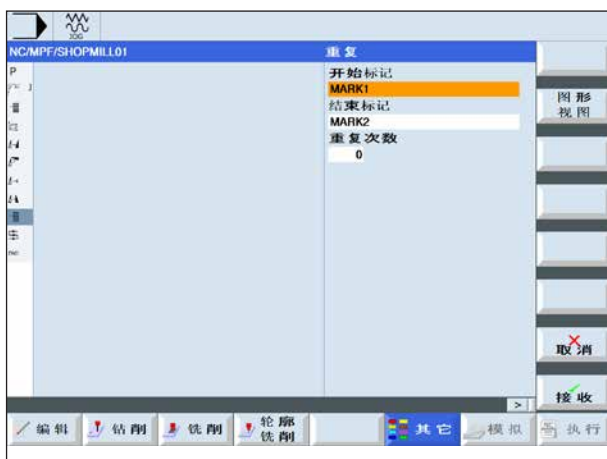 JOG
NC/MPF/SHOPMILL01
重复
P
开始标记
MARK1
结束标记
MARK2
重复次数
0
图形
视图
取消
接收
>
编辑
钻削
铣削
轮廓
铣削
其它
模拟
执行
END